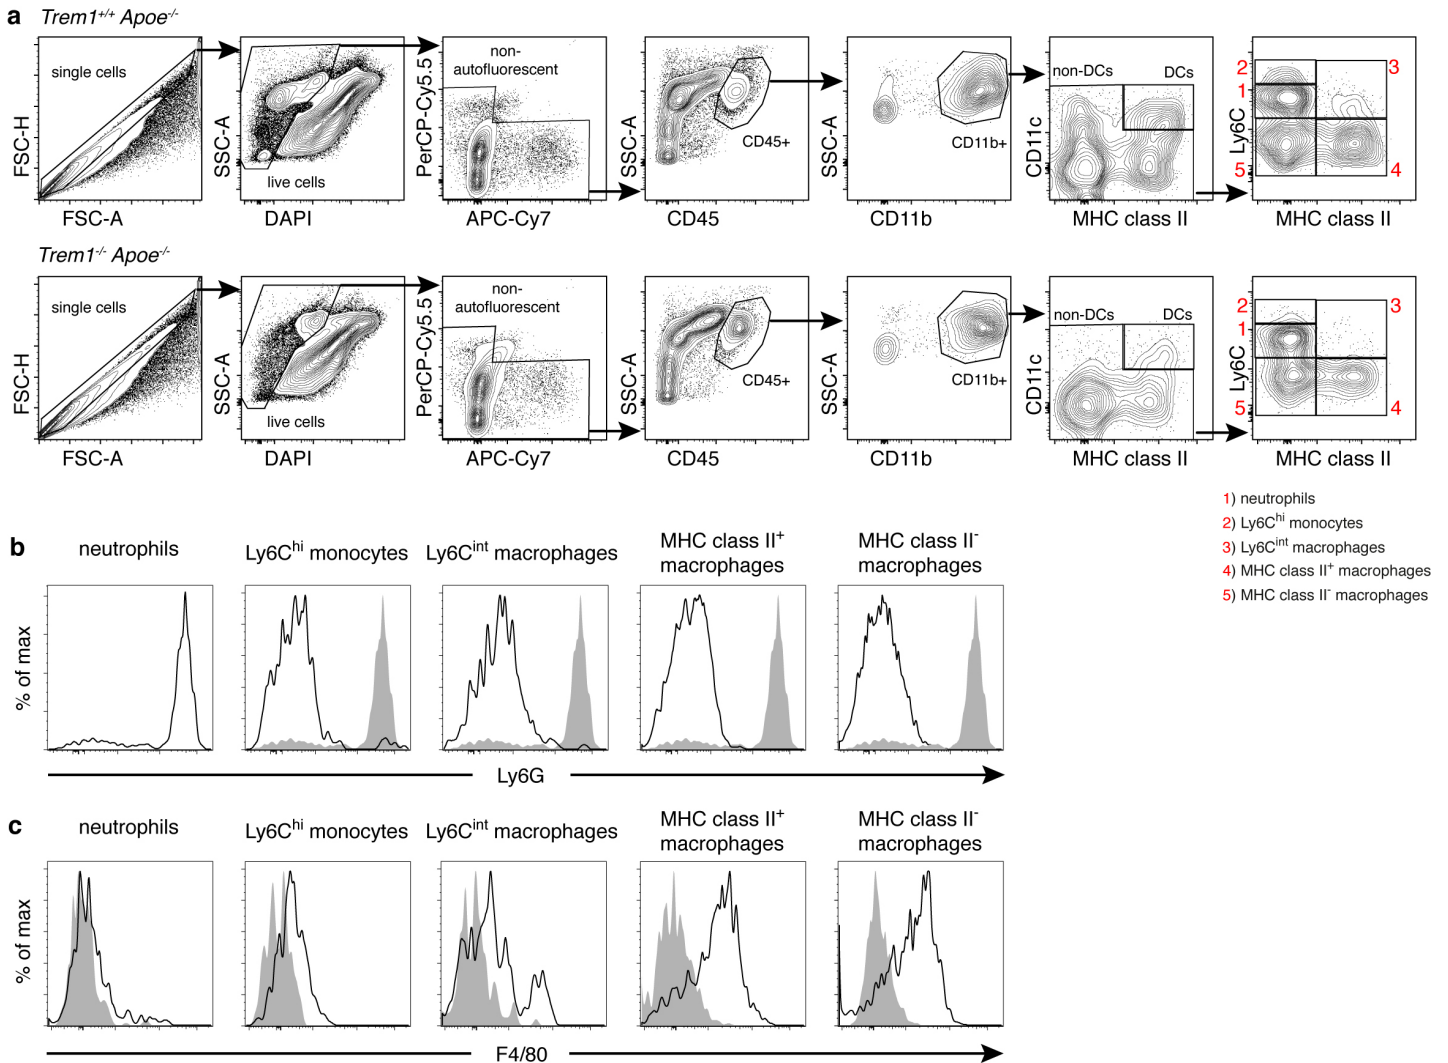 a Trem1+/+ Apoe-/-
single cells
FSC-H
FSC-A
live cells
SSC-A
DAPI
non-
autofluorescent
PerCP-Cy5.5
APC-Cy7
CD45+
SSC-A
CD45
CD11b+
SSC-A
CD11b
non-DCs DCs
CD11c
MHC class II
2 3
1
5 4
Ly6C
MHC class II
Trem1-/- Apoe-/-
single cells
FSC-H
FSC-A
live cells
SSC-A
DAPI
non-
autofluorescent
PerCP-Cy5.5
APC-Cy7
CD45+
SSC-A
CD45
CD11b+
SSC-A
CD11b
non-DCs DCs
CD11c
MHC class II
2 3
1
5 4
Ly6C
MHC class II
1) neutrophils
2) Ly6Chi monocytes
3) Ly6Cint macrophages
4) MHC class II+ macrophages
5) MHC class II- macrophages
b
neutrophils
Ly6Chi monocytes
Ly6Cint macrophages
MHC class II+
macrophages
MHC class II-
macrophages
% of max
Ly6G
c
neutrophils
Ly6Chi monocytes
Ly6Cint macrophages
MHC class II+
macrophages
MHC class II-
macrophages
% of max
F4/80